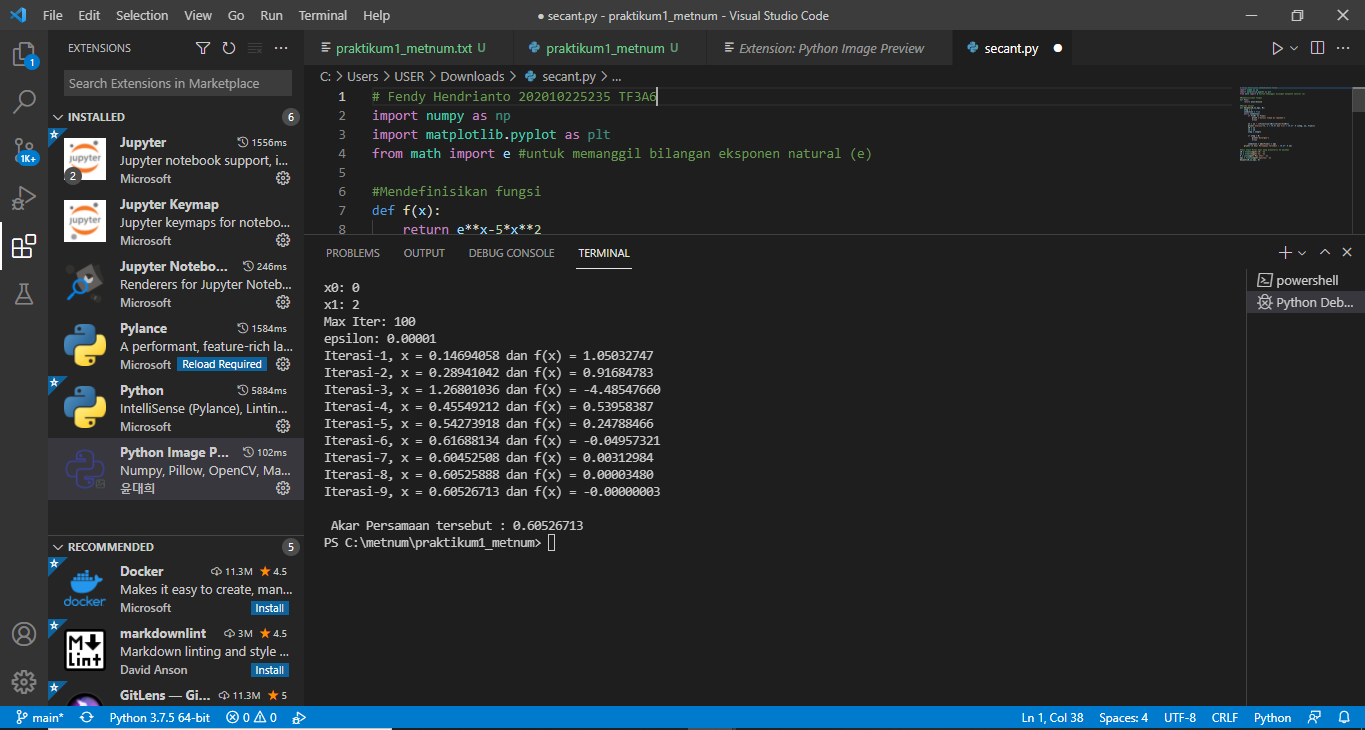 File Edit Selection View Go Run Terminal Help ● secant.py - praktikum1_metnum - Visual Studio Code
EXTENSIONS
praktikum1_metnum.txt U praktikum1_metnum U Extension: Python Image Preview secant.py
Search Extensions in Marketplace
C: > Users > USER > Downloads > secant.py > ...
1 # Fendy Hendrianto 202010225235 TF3A6
2 import numpy as np
3 import matplotlib.pyplot as plt
4 from math import e #untuk memanggil bilangan eksponen natural (e)
5
6 #Mendefinisikan fungsi
7 def f(x):
8 return e**x-5*x**2
1
1K+
2
INSTALLED 6
Jupyter 1556ms
Jupyter notebook support, i...
Microsoft
Jupyter Keymap
Jupyter keymaps for notebo...
Microsoft
Jupyter Notebo... 246ms
Renderers for Jupyter Noteb...
Microsoft
Pylance 1584ms
A performant, feature-rich la...
Microsoft Reload Required
Python 5884ms
IntelliSense (Pylance), Lintin...
Microsoft
Python Image P... 102ms
Numpy, Pillow, OpenCV, Ma...
윤대희
RECOMMENDED 5
Docker 11.3M 4.5
Makes it easy to create, man...
Microsoft Install
markdownlint 3M 4.5
Markdown linting and style ...
David Anson Install
GitLens — Gi... 11.3M 5
jupyter
jupyter
docker
M
Lint
PROBLEMS OUTPUT DEBUG CONSOLE TERMINAL
powershell
Python Deb...
x0: 0
x1: 2
Max Iter: 100
epsilon: 0.00001
Iterasi-1, x = 0.14694058 dan f(x) = 1.05032747
Iterasi-2, x = 0.28941042 dan f(x) = 0.91684783
Iterasi-3, x = 1.26801036 dan f(x) = -4.48547660
Iterasi-4, x = 0.45549212 dan f(x) = 0.53958387
Iterasi-5, x = 0.54273918 dan f(x) = 0.24788466
Iterasi-6, x = 0.61688134 dan f(x) = -0.04957321
Iterasi-7, x = 0.60452508 dan f(x) = 0.00312984
Iterasi-8, x = 0.60525888 dan f(x) = 0.00003480
Iterasi-9, x = 0.60526713 dan f(x) = -0.00000003
Akar Persamaan tersebut : 0.60526713
PS C:\metnum\praktikum1_metnum>
main* Python 3.7.5 64-bit 0 0 Ln 1, Col 38 Spaces: 4 UTF-8 CRLF Python